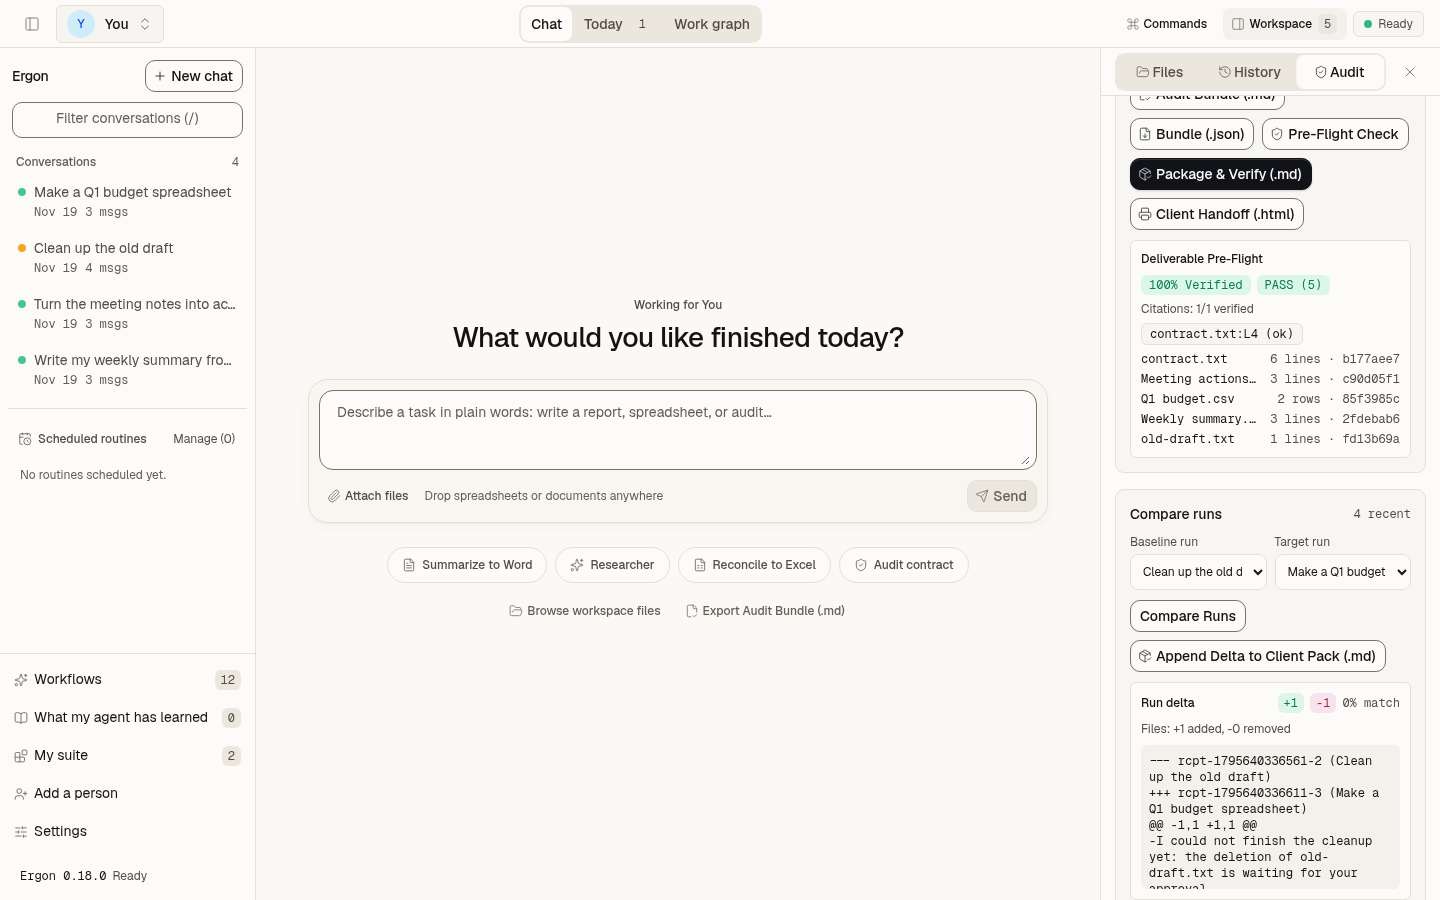 Y You
Chat
Today 1
Work graph
Commands
Workspace 5
Ready
Ergon
New chat
Filter conversations (/)
Conversations 4
Make a Q1 budget spreadsheet
Nov 19 3 msgs
Clean up the old draft
Nov 19 4 msgs
Turn the meeting notes into ac…
Nov 19 3 msgs
Write my weekly summary fro…
Nov 19 3 msgs
Scheduled routines
Manage (0)
No routines scheduled yet.
Workflows 12
What my agent has learned 0
My suite 2
Add a person
Settings
Ergon 0.18.0 Ready
Working for You
What would you like finished today?
Describe a task in plain words: write a report, spreadsheet, or audit…
Attach files
Drop spreadsheets or documents anywhere
Send
Summarize to Word
Researcher
Reconcile to Excel
Audit contract
Browse workspace files
Export Audit Bundle (.md)
Files
History
Audit
Audit Bundle (.md)
Bundle (.json)
Pre-Flight Check
Package & Verify (.md)
Client Handoff (.html)
Deliverable Pre-Flight
100% Verified PASS (5)
Citations: 1/1 verified
contract.txt:L4 (ok)
contract.txt 6 lines · b177aee7
Meeting actions… 3 lines · c90d05f1
Q1 budget.csv 2 rows · 85f3985c
Weekly summary.… 3 lines · 2fdebab6
old-draft.txt 1 lines · fd13b69a
Compare runs 4 recent
Baseline run
Target run
Clean up the old d
Make a Q1 budget
Compare Runs
Append Delta to Client Pack (.md)
Run delta +1 -1 0% match
Files: +1 added, -0 removed
--- rcpt-1795640336561-2 (Clean
up the old draft)
+++ rcpt-1795640336611-3 (Make a
Q1 budget spreadsheet)
@@ -1,1 +1,1 @@
-I could not finish the cleanup
yet: the deletion of old-
draft.txt is waiting for your
approval